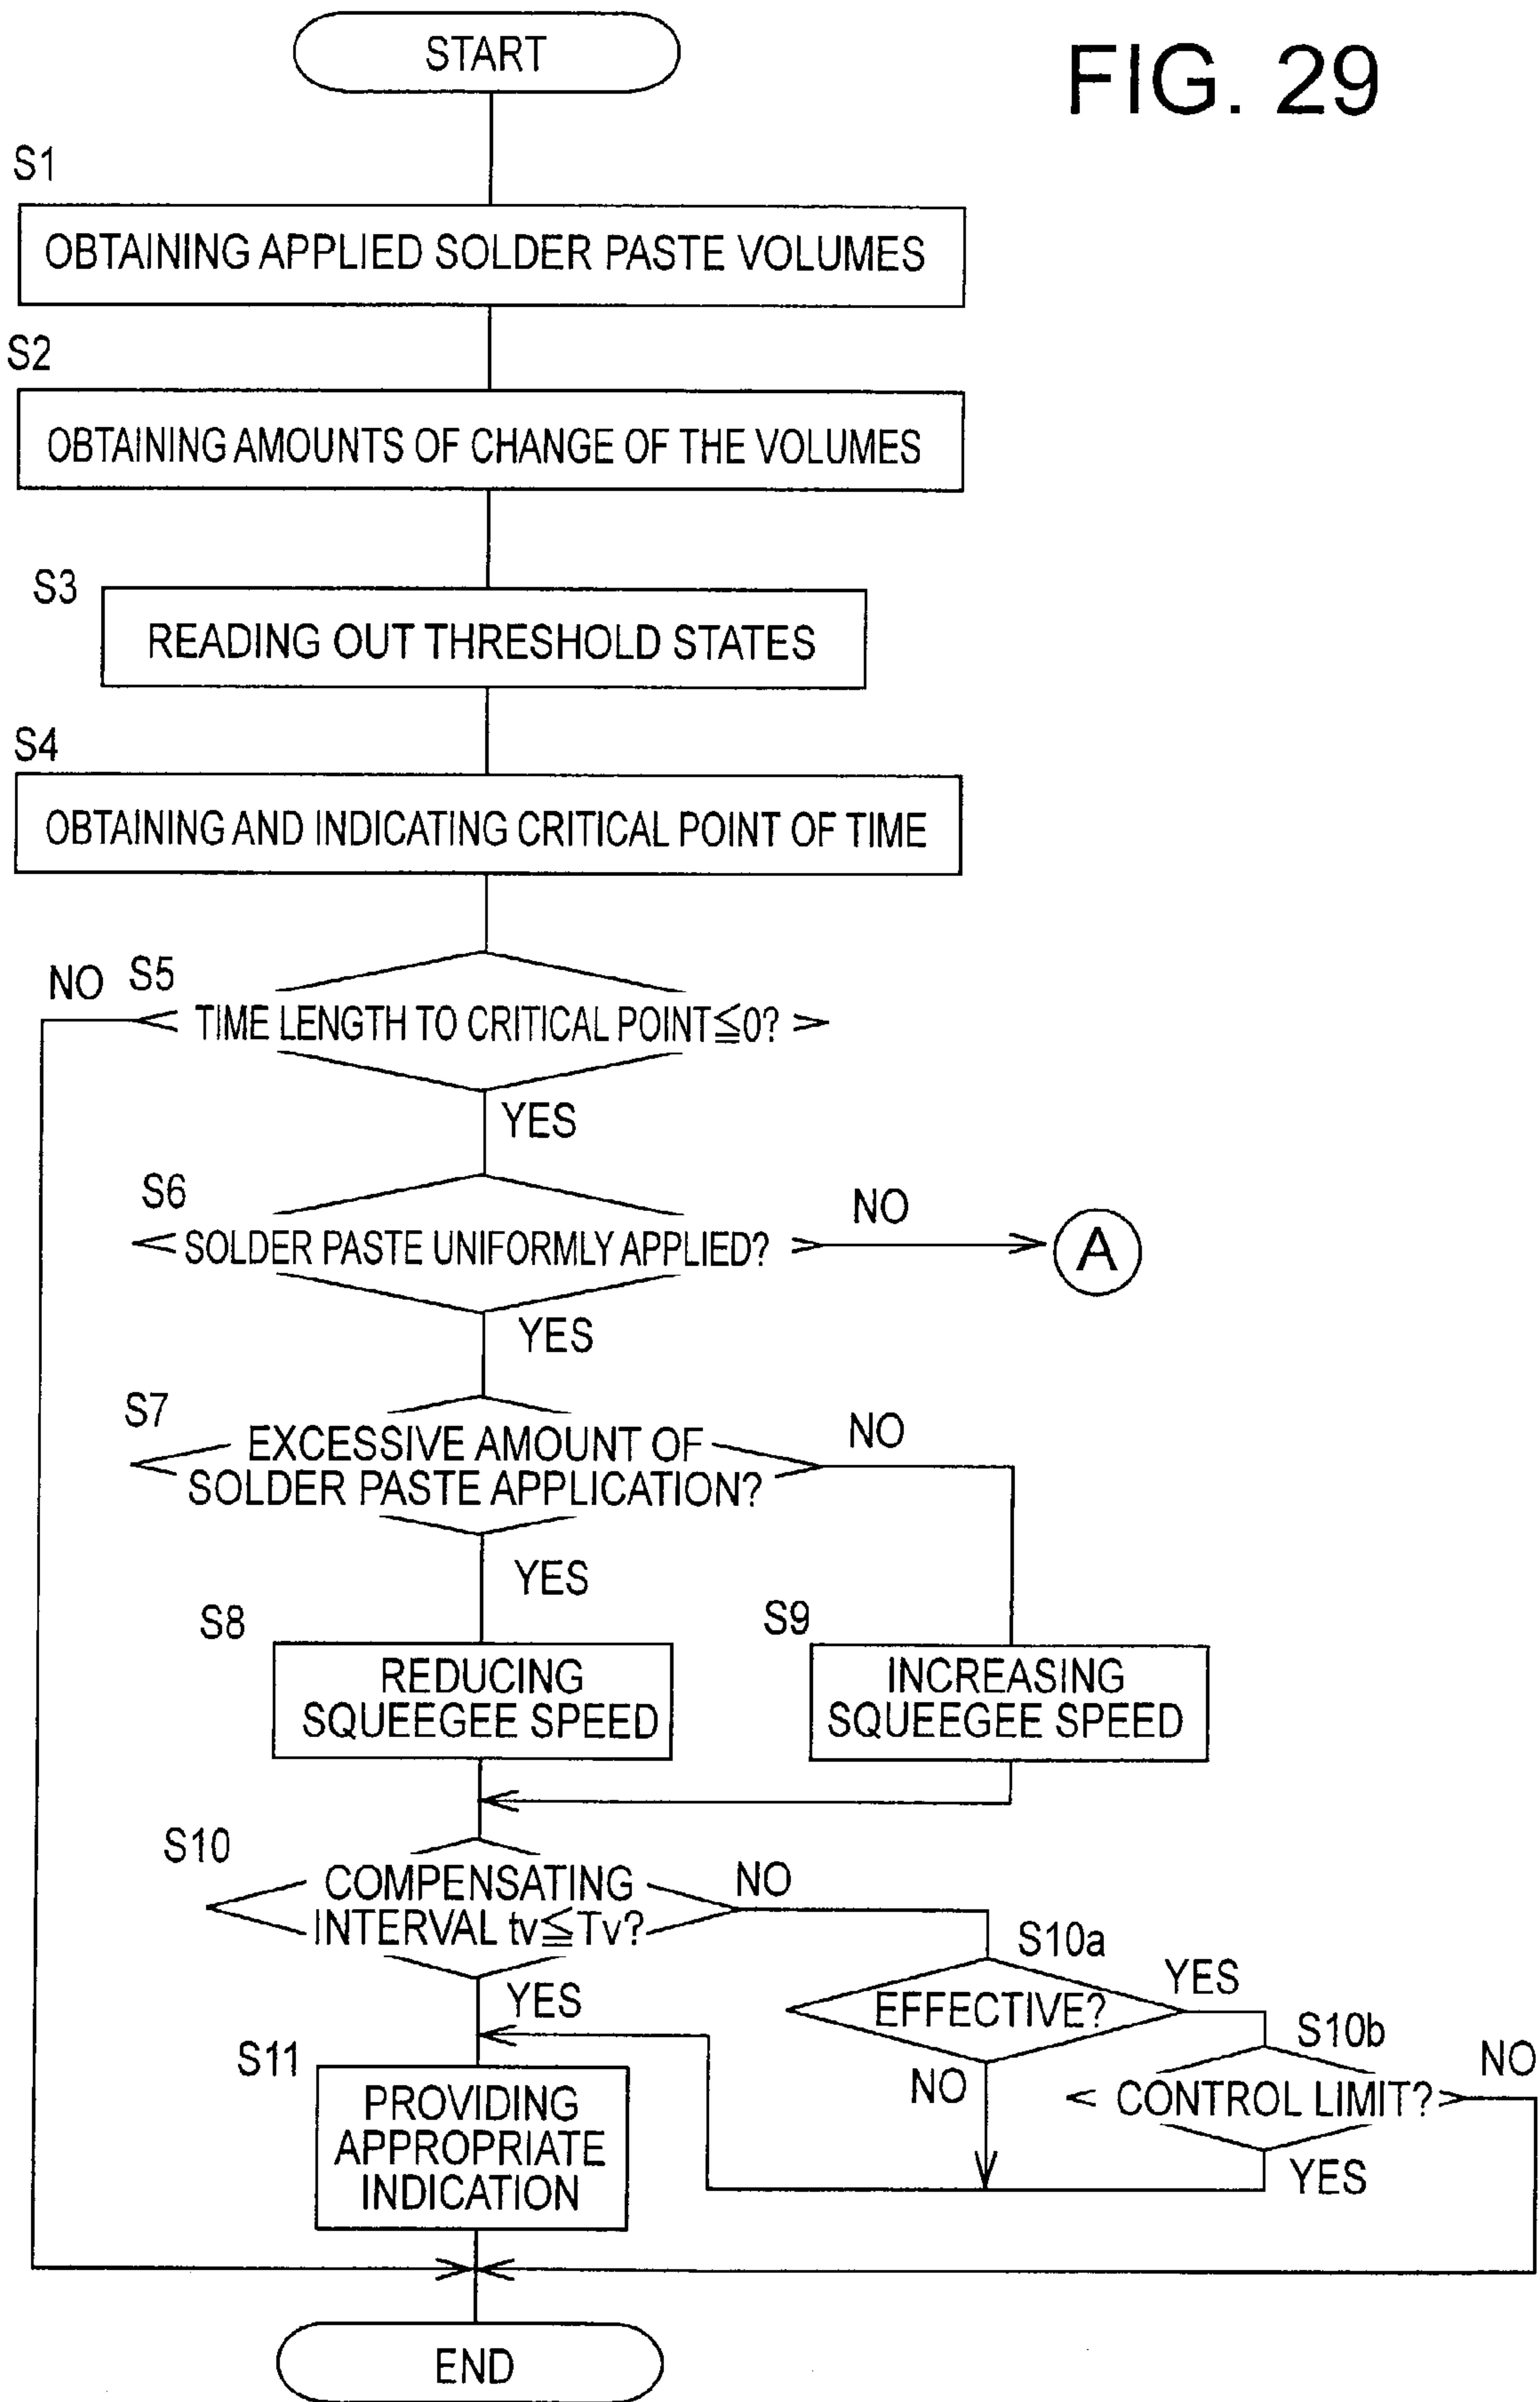 START
FIG. 29
S1
OBTAINING APPLIED SOLDER PASTE VOLUMES
S2
OBTAINING AMOUNTS OF CHANGE OF THE VOLUMES
S3
READING OUT THRESHOLD STATES
S4
OBTAINING AND INDICATING CRITICAL POINT OF TIME
NO
S5
TIME LENGTH TO CRITICAL POINT≦0?
YES
S6
SOLDER PASTE UNIFORMLY APPLIED?
NO
A
YES
S7
EXCESSIVE AMOUNT OF
SOLDER PASTE APPLICATION?
NO
YES
S8
REDUCING
SQUEEGEE SPEED
S9
INCREASING
SQUEEGEE SPEED
S10
COMPENSATING
INTERVAL tv≦Tv?
NO
YES
S10a
EFFECTIVE?
YES
NO
S10b
CONTROL LIMIT?
NO
YES
S11
PROVIDING
APPROPRIATE
INDICATION
END